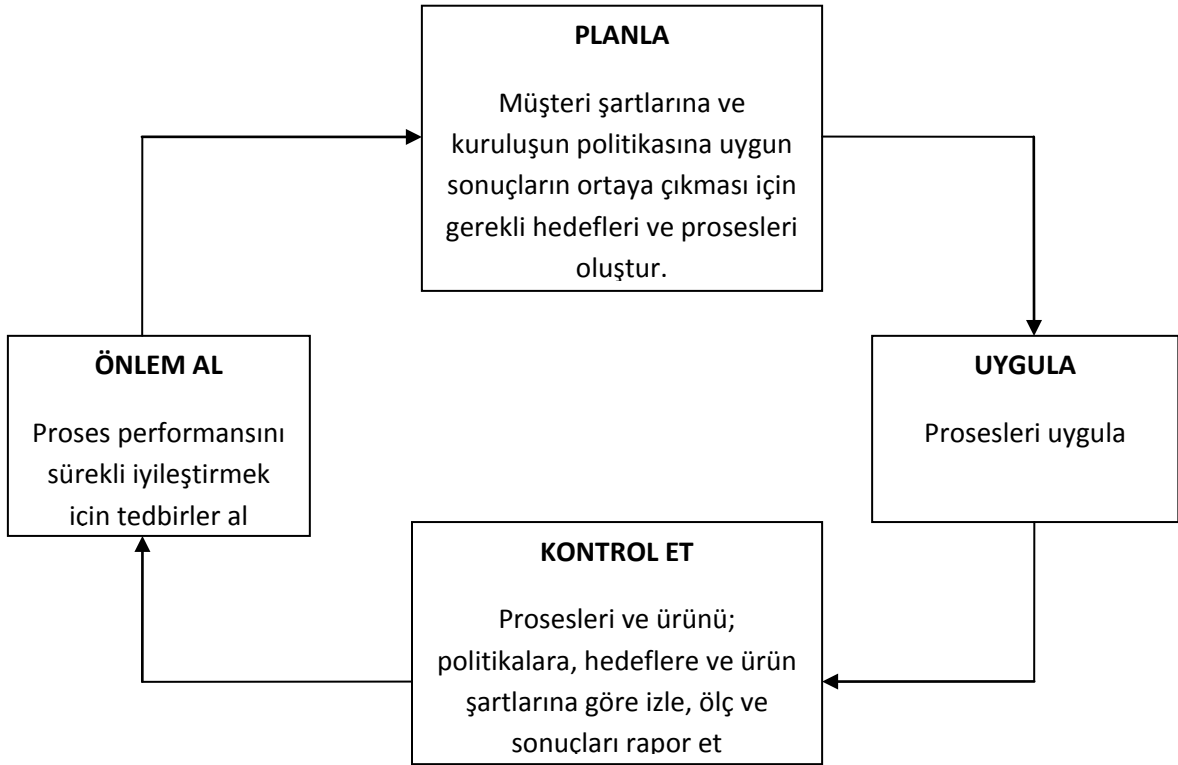 PLANLA
Müşteri şartlarına ve
kuruluşun politikasına uygun
sonuçların ortaya çıkması için
gerekli hedefleri ve prosesleri
oluştur.
UYGULA
Prosesleri uygula
KONTROL ET
Prosesleri ve ürünü;
politikalara, hedeflere ve ürün
şartlarına göre izle, ölç ve
sonuçları rapor et
ÖNLEM AL
Proses performansını
sürekli iyileştirmek
için tedbirler al